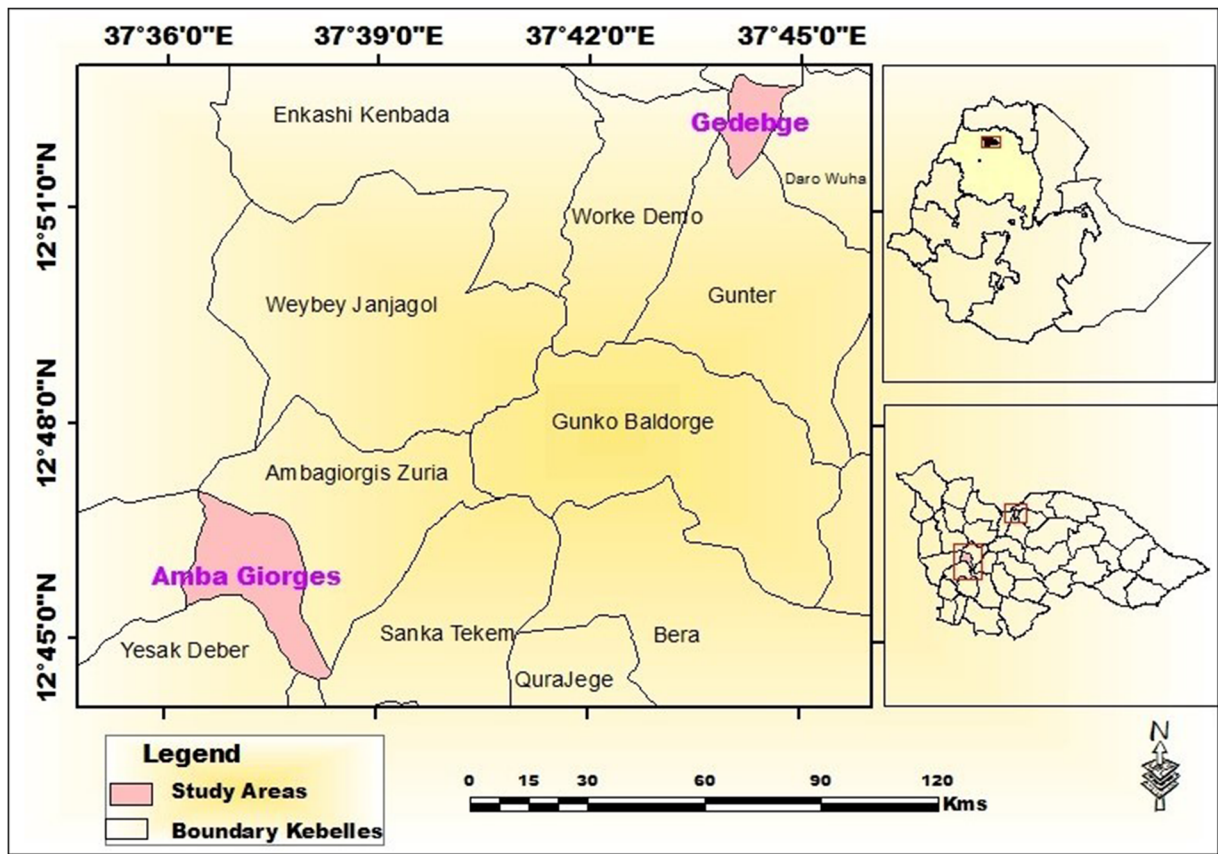 37°36'0"E 37°39'0"E 37°42'0"E 37°45'0"E
Enkashi Kenbada
Gedebge
Daro Wuha
12°51'0"N
Worke Demo
Weybey Janjagol
Gunter
12°48'0"N
Gunko Baldorge
Ambagiorgis Zuria
Amba Giorges
12°45'0"N
Sanka Tekem
Bera
Yesak Deber
QuraJege
N
Legend
Study Areas
Boundary Kebelles
0 15 30 60 90 120
Kms